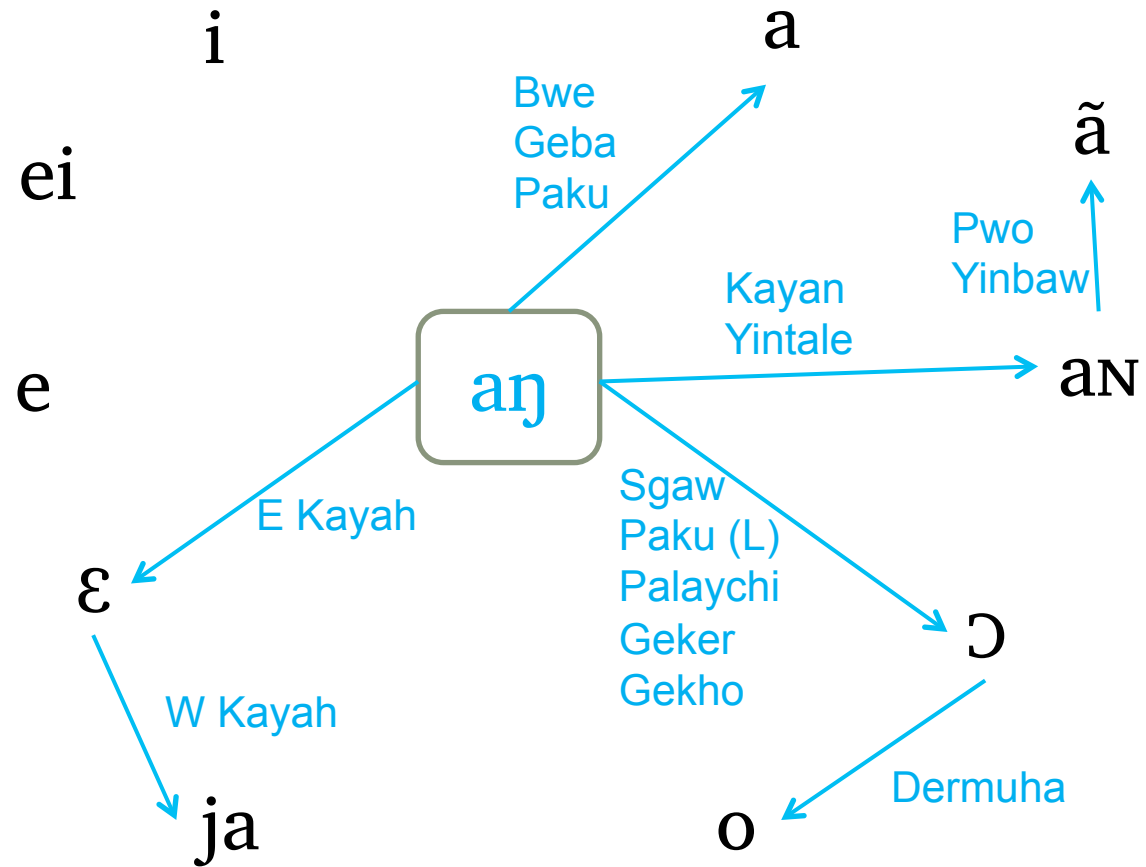 i
a
Bwe
Geba
Paku
ã
ei
Pwo
Yinbaw
Kayan
Yintale
e
aŋ
aɴ
E Kayah
Sgaw
Paku (L)
Palaychi
Geker
Gekho
ɛ
ɔ
W Kayah
Dermuha
ja
o